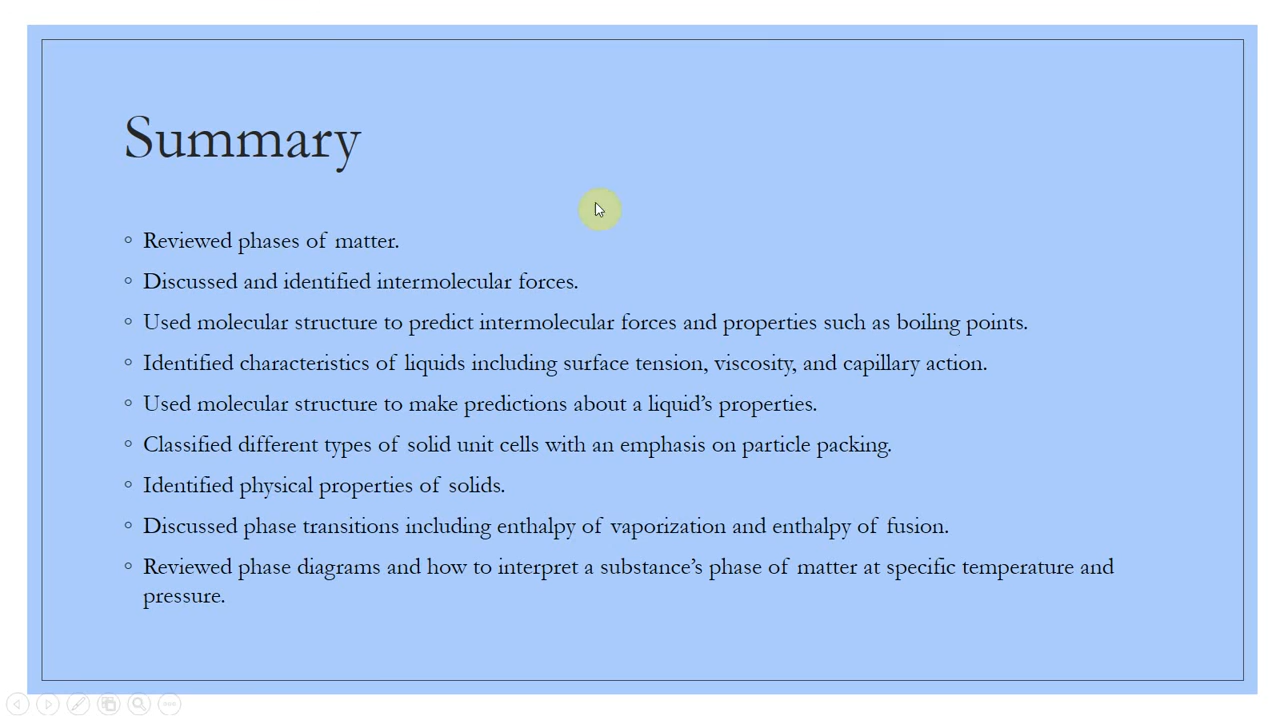 Summary
◦ Reviewed phases of matter.
◦ Discussed and identified intermolecular forces.
◦ Used molecular structure to predict intermolecular forces and properties such as boiling points.
◦ Identified characteristics of liquids including surface tension, viscosity, and capillary action.
◦ Used molecular structure to make predictions about a liquid’s properties.
◦ Classified different types of solid unit cells with an emphasis on particle packing.
◦ Identified physical properties of solids.
◦ Discussed phase transitions including enthalpy of vaporization and enthalpy of fusion.
◦ Reviewed phase diagrams and how to interpret a substance’s phase of matter at specific temperature and
pressure.